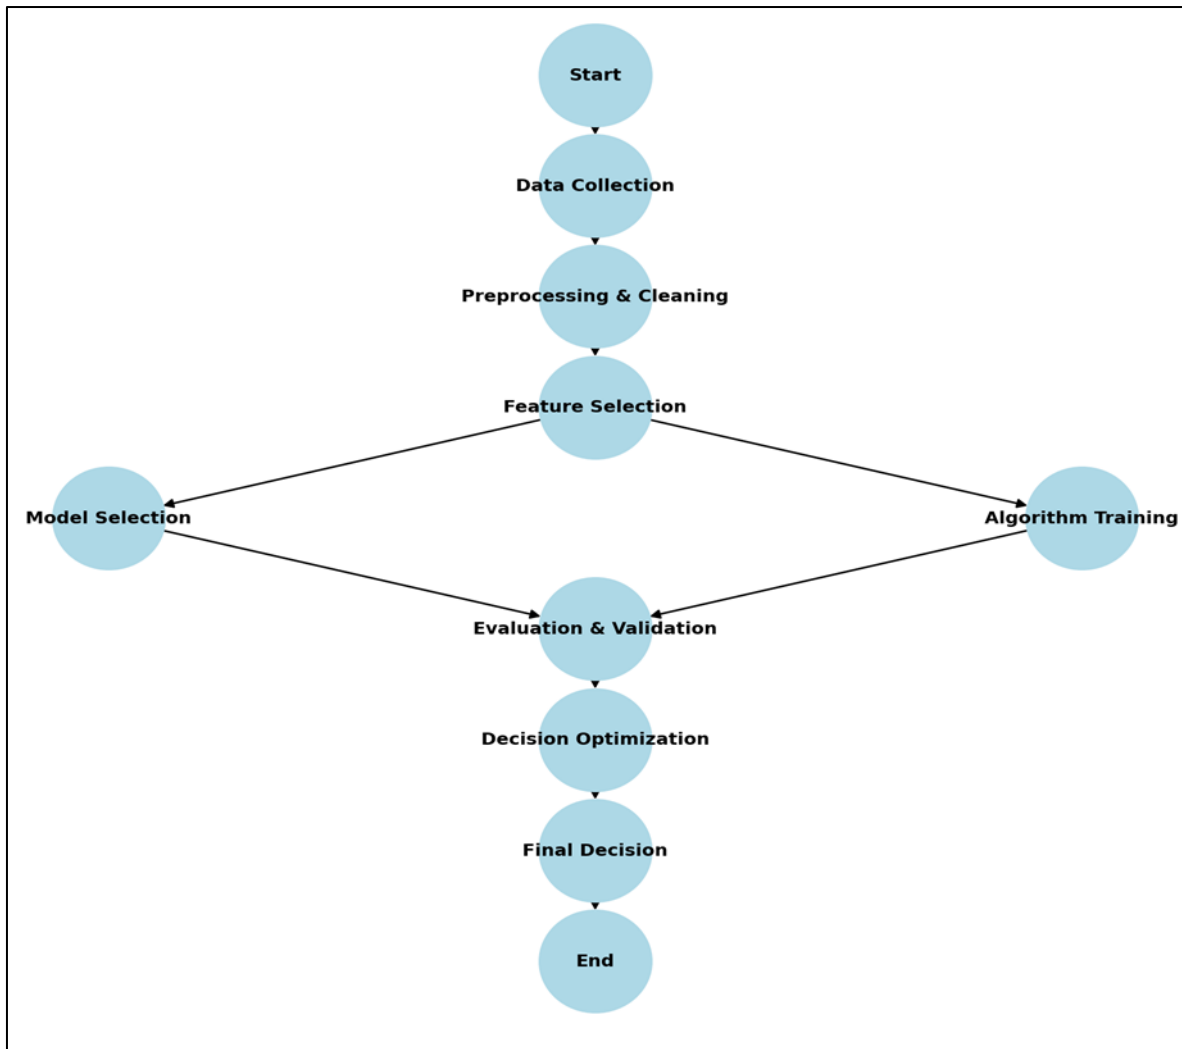 Start
Data Collection
Preprocessing & Cleaning
Feature Selection
Model Selection
Algorithm Training
Evaluation & Validation
Decision Optimization
Final Decision
End